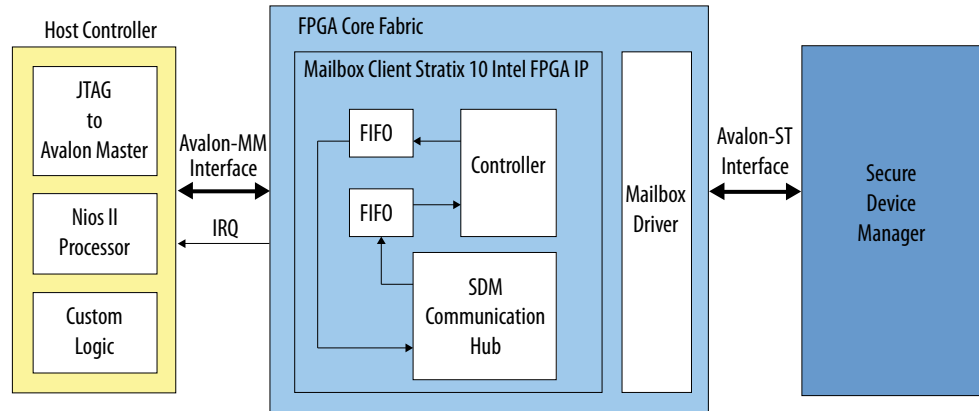 Host Controller
JTAG
to
Avalon Master
Nios II
Processor
Custom
Logic
Avalon-MM
Interface
IRQ
FPGA Core Fabric
Mailbox Client Stratix 10 Intel FPGA IP
FIFO
FIFO
Controller
SDM
Communication
Hub
Mailbox
Driver
Avalon-ST
Interface
Secure
Device
Manager